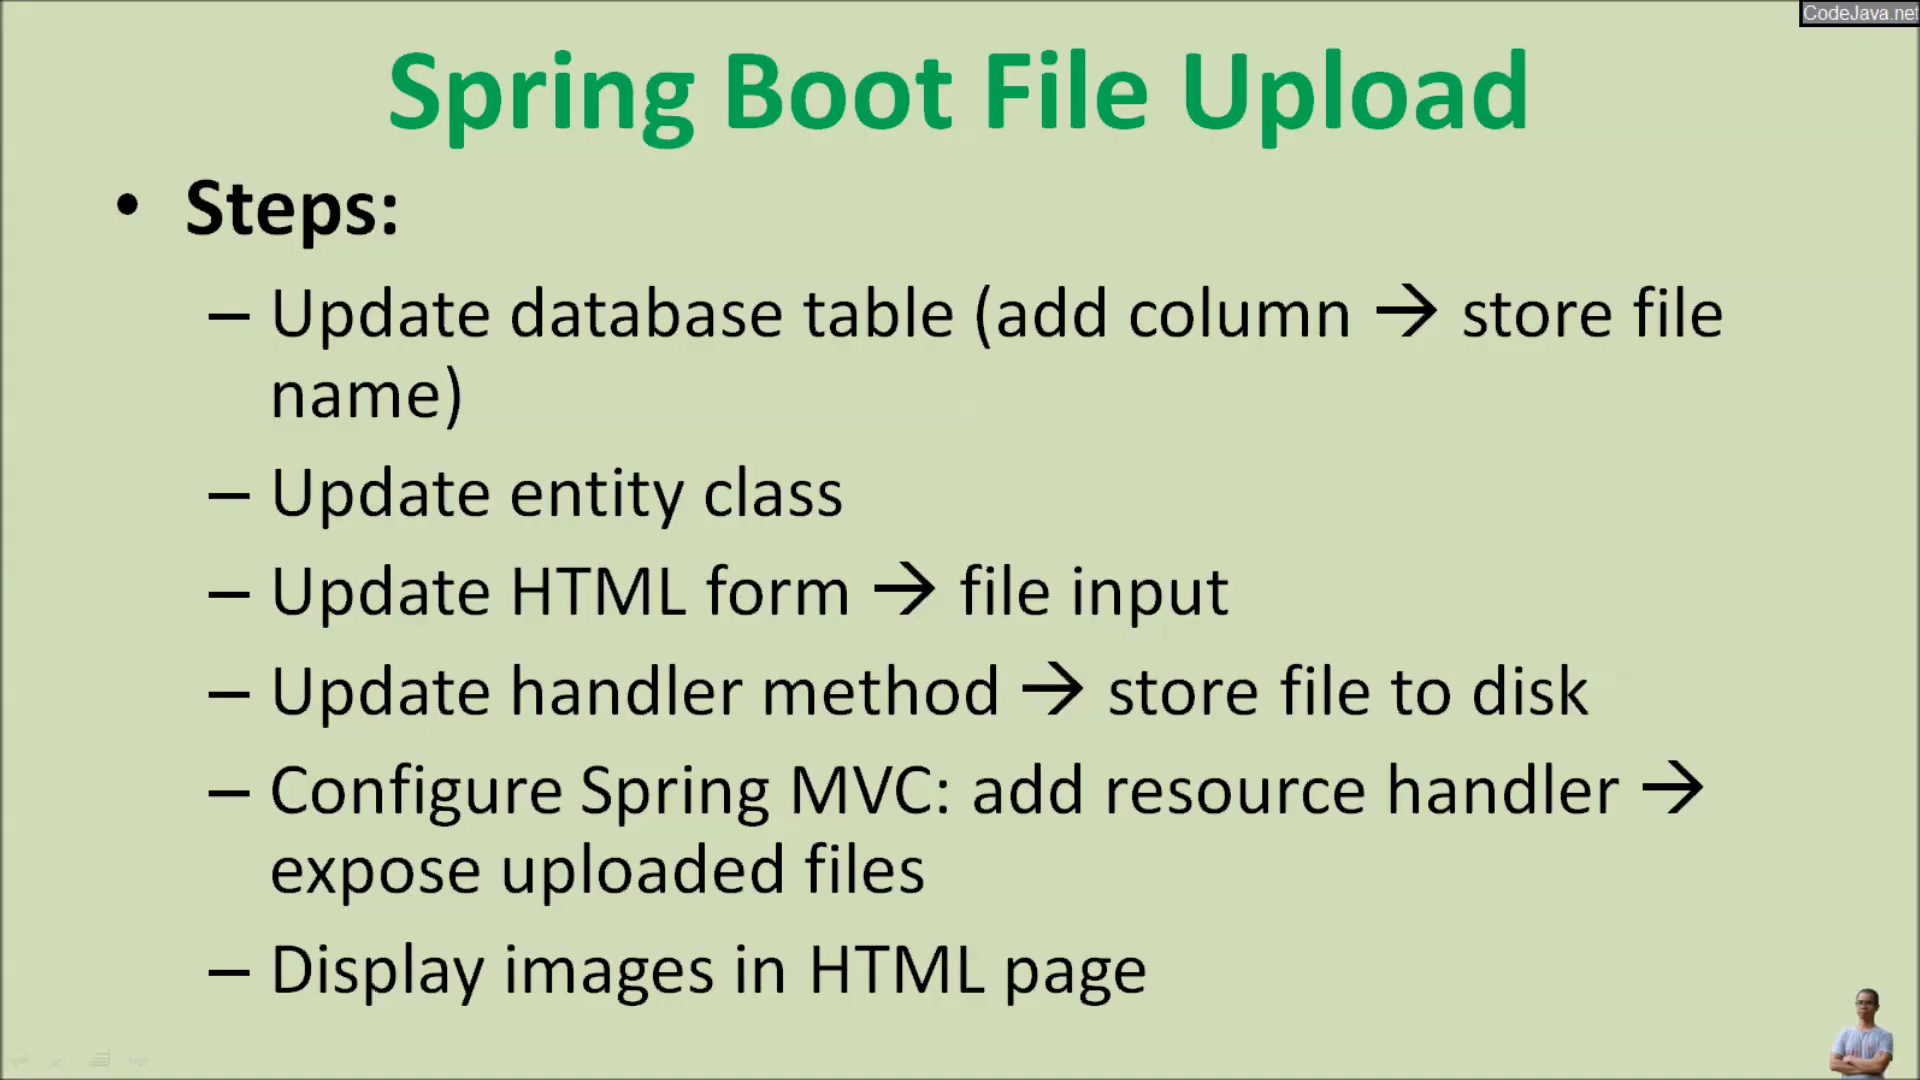 CodeJava.net
Spring Boot File Upload
• Steps:
– Update database table (add column → store file
name)
– Update entity class
– Update HTML form → file input
– Update handler method → store file to disk
– Configure Spring MVC: add resource handler →
expose uploaded files
– Display images in HTML page